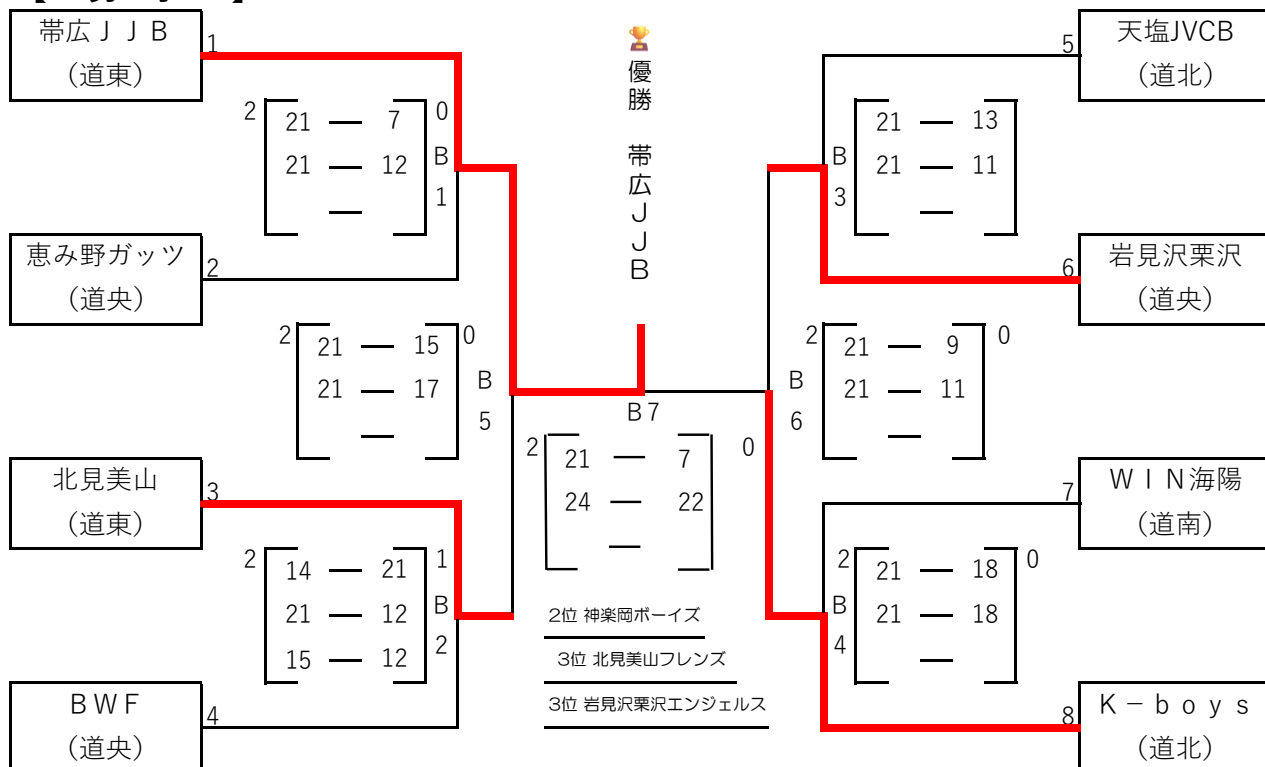 帯広ＪＪＢ
（道東）
1
2
21 ― 7
21 ― 12
―
0
B
1
恵み野ガッツ
（道央）
2
2
21 ― 15
21 ― 17
―
0
B
5
北見美山
（道東）
3
2
14 ― 21
21 ― 12
15 ― 12
1
B
2
ＢＷＦ
（道央）
4
優勝 帯広ＪＪＢ
B7
2
21 ― 7
24 ― 22
―
0
2位 神楽岡ボーイズ
3位 北見美山フレンズ
3位 岩見沢栗沢エンジェルス
5
天塩JVCB
（道北）
B
3
21 ― 13
21 ― 11
―
6
岩見沢栗沢
（道央）
2
21 ― 9
21 ― 11
―
0
B
6
7
ＷＩＮ海陽
（道南）
2
21 ― 18
21 ― 18
―
0
B
4
8
Ｋ－ｂｏｙｓ
（道北）